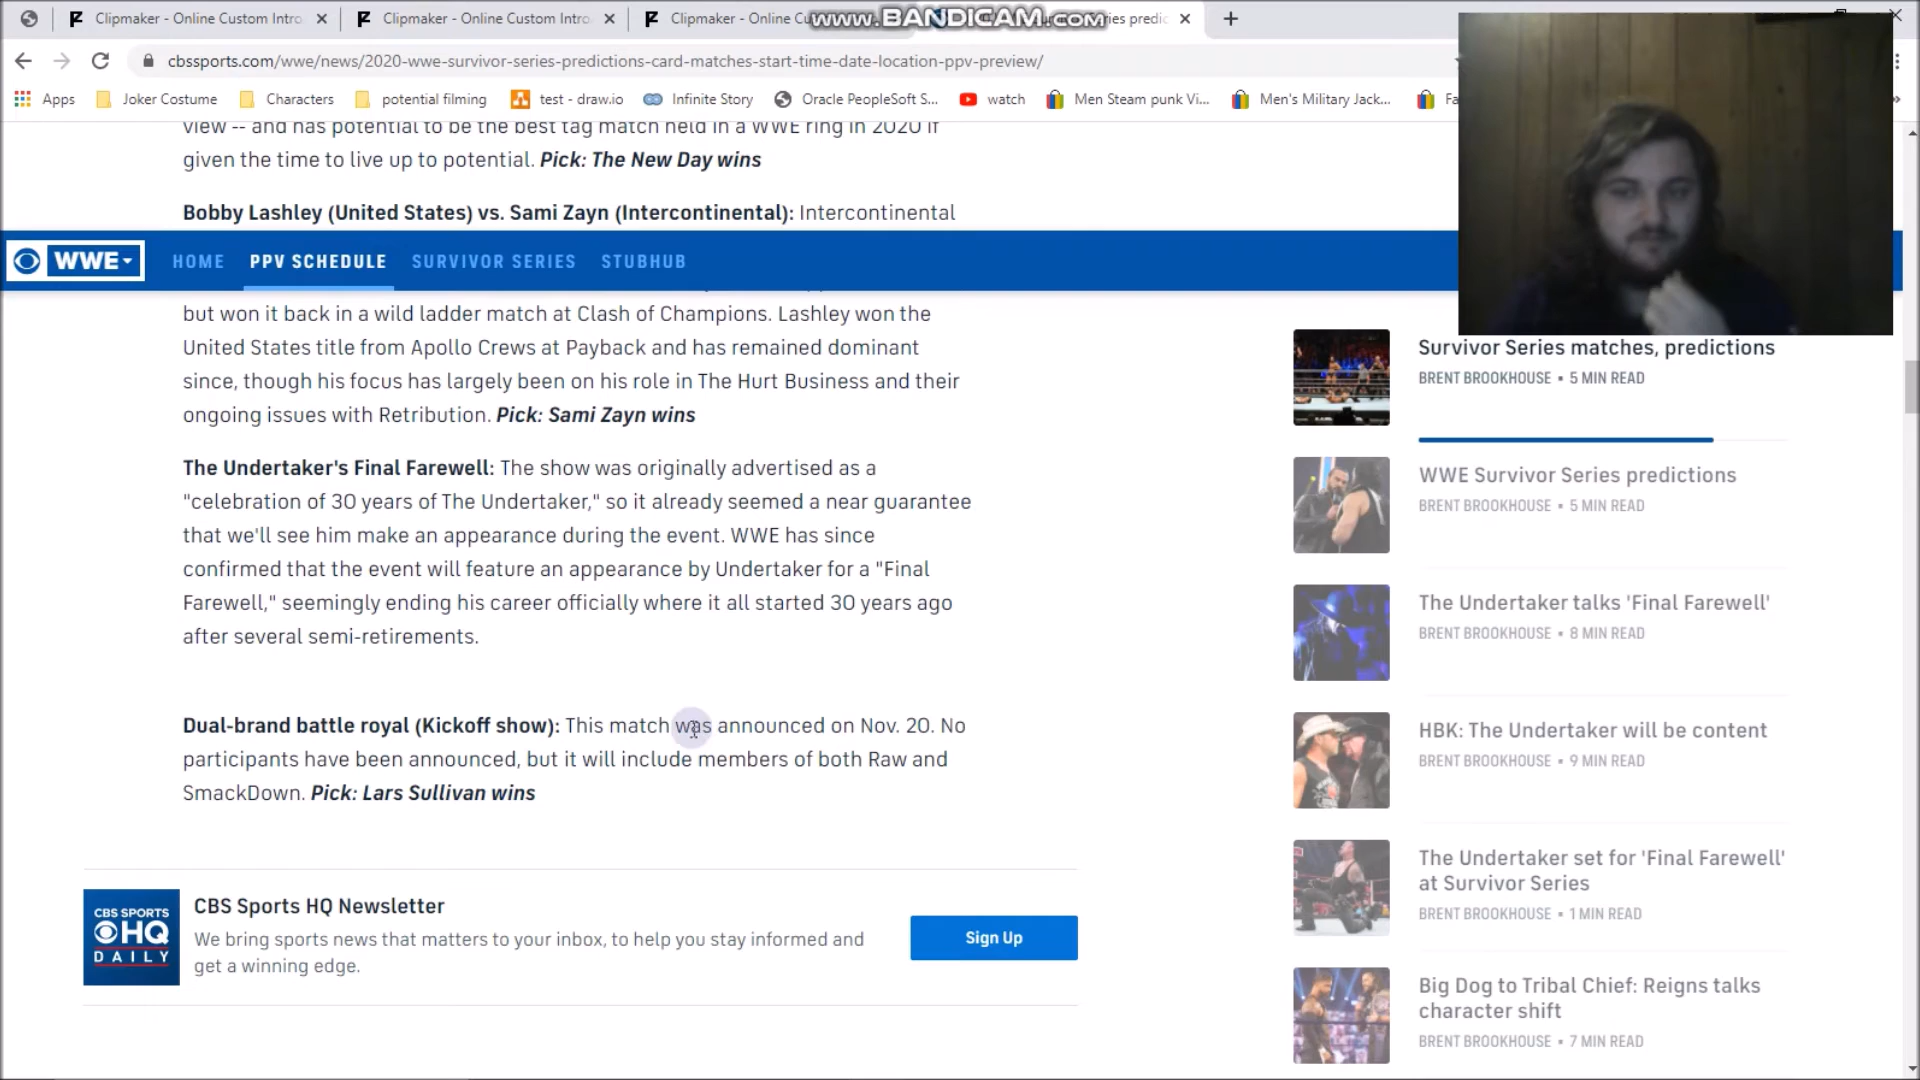 Clipmaker - Online Custom Intro
Clipmaker - Online Custom Intro
Clipmaker - Online Cu
www.BANDICAM.com
Series predic
cbssports.com/wwe/news/2020-wwe-survivor-series-predictions-card-matches-start-time-date-location-ppv-preview/
Apps
Joker Costume
Characters
potential filming
test - draw.io
Infinite Story
Oracle PeopleSoft S...
watch
Men Steam punk Vi...
Men's Military Jack...
Fa
view -- and has potential to be the best tag match held in a WWE ring in 2020 if
given the time to live up to potential. Pick: The New Day wins
Bobby Lashley (United States) vs. Sami Zayn (Intercontinental): Intercontinental
WWE
HOME
PPV SCHEDULE
SURVIVOR SERIES
STUBHUB
but won it back in a wild ladder match at Clash of Champions. Lashley won the
United States title from Apollo Crews at Payback and has remained dominant
since, though his focus has largely been on his role in The Hurt Business and their
ongoing issues with Retribution. Pick: Sami Zayn wins
The Undertaker's Final Farewell: The show was originally advertised as a
"celebration of 30 years of The Undertaker," so it already seemed a near guarantee
that we'll see him make an appearance during the event. WWE has since
confirmed that the event will feature an appearance by Undertaker for a "Final
Farewell," seemingly ending his career officially where it all started 30 years ago
after several semi-retirements.
Dual-brand battle royal (Kickoff show): This match was announced on Nov. 20. No
participants have been announced, but it will include members of both Raw and
SmackDown. Pick: Lars Sullivan wins
CBS SPORTS
HQ
DAILY
CBS Sports HQ Newsletter
We bring sports news that matters to your inbox, to help you stay informed and
get a winning edge.
Sign Up
Survivor Series matches, predictions
BRENT BROOKHOUSE • 5 MIN READ
WWE Survivor Series predictions
BRENT BROOKHOUSE • 5 MIN READ
The Undertaker talks 'Final Farewell'
BRENT BROOKHOUSE • 8 MIN READ
HBK: The Undertaker will be content
BRENT BROOKHOUSE • 9 MIN READ
The Undertaker set for 'Final Farewell'
at Survivor Series
BRENT BROOKHOUSE • 1 MIN READ
Big Dog to Tribal Chief: Reigns talks
character shift
BRENT BROOKHOUSE • 7 MIN READ